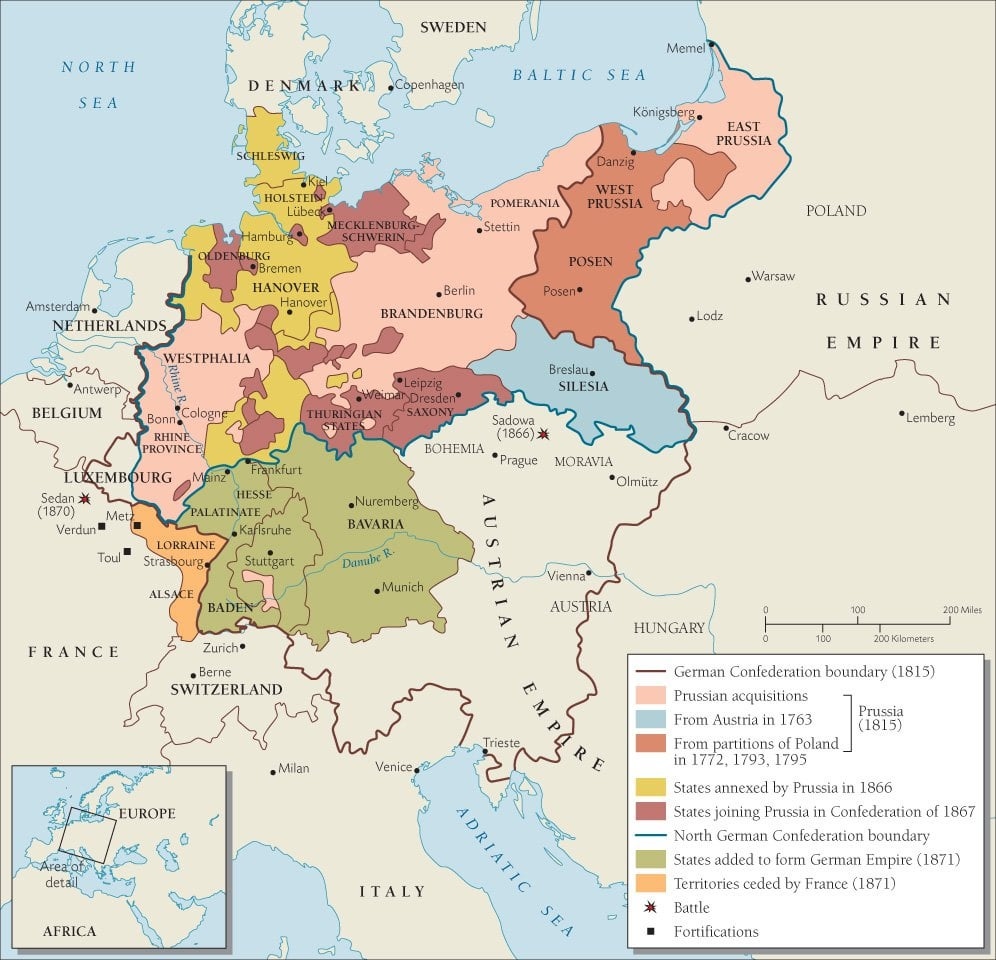 SWEDEN
NORTH
SEA
DENMARK
Copenhagen
BALTIC SEA
Memel
Königsberg
EAST
PRUSSIA
SCHLESWIG
Kiel
HOLSTEIN
Lübeck
Danzig
WEST
PRUSSIA
POMERANIA
Stettin
MECKLENBURG-
SCHWERIN
Hamburg
OLDENBURG
Bremen
HANOVER
Hanover
POLAND
POSEN
Posen
Berlin
BRANDENBURG
Warsaw
Lodz
RUSSIAN
EMPIRE
Amsterdam
NETHERLANDS
WESTPHALIA
Rhine R.
Antwerp
BELGIUM
Cologne
Bonn
RHINE
PROVINCE
Leipzig
Weimar
Dresden
THURINGIAN
STATES
SAXONY
Breslau
SILESIA
Sadowa
(1866)
BOHEMIA
Prague
MORAVIA
Olmütz
Cracow
Lemberg
LUXEMBOURG
Sedan
(1870)
Mainz
Frankfurt
HESSE
PALATINATE
Nuremberg
BAVARIA
Metz
Verdun
Toul
LORRAINE
Strasbourg
ALSACE
Karlsruhe
Stuttgart
BADEN
Danube R.
Munich
AUSTRIAN EMPIRE
Vienna
AUSTRIA
HUNGARY
FRANCE
Zurich
Berne
SWITZERLAND
Milan
Venice
Trieste
ADRIATIC SEA
ITALY
0 100 200 Miles
0 100 200 Kilometers
German Confederation boundary (1815)
Prussian acquisitions
From Austria in 1763
From partitions of Poland
in 1772, 1793, 1795
Prussia
(1815)
States annexed by Prussia in 1866
States joining Prussia in Confederation of 1867
North German Confederation boundary
States added to form German Empire (1871)
Territories ceded by France (1871)
Battle
Fortifications
EUROPE
Area of
detail
AFRICA